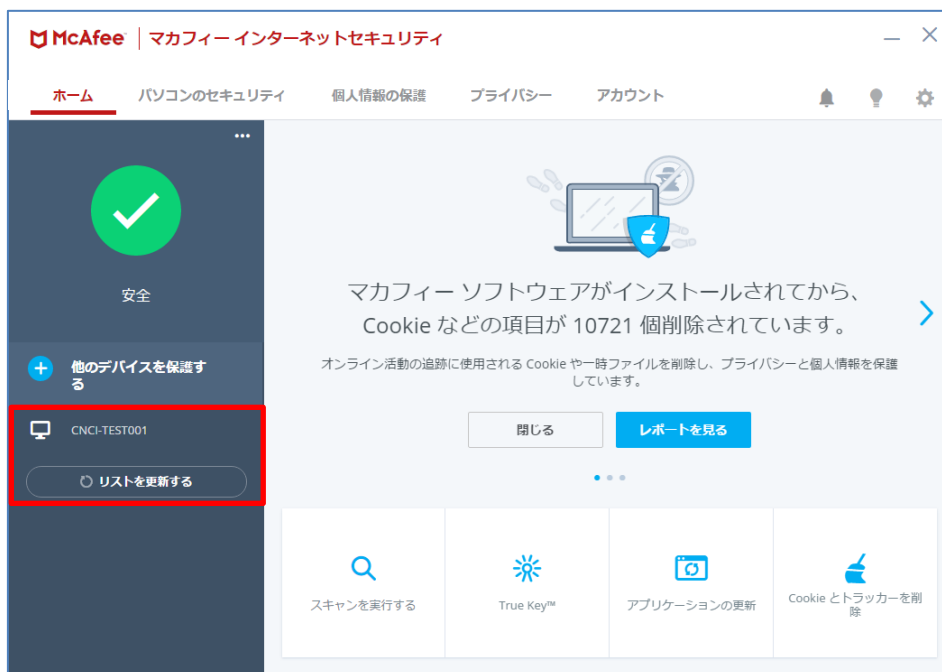 McAfee マカフィー インターネットセキュリティ
ホーム パソコンのセキュリティ 個人情報の保護 プライバシー アカウント
安全
他のデバイスを保護す
る
CNCI-TEST001
リストを更新する
マカフィー ソフトウェアがインストールされてから、
Cookie などの項目が 10721 個削除されています。
オンライン活動の追跡に使用される Cookie や一時ファイルを削除し、プライバシーと個人情報を保護
しています。
閉じる レポートを見る
スキャンを実行する
True Key™
アプリケーションの更新
Cookie とトラッカーを削
除